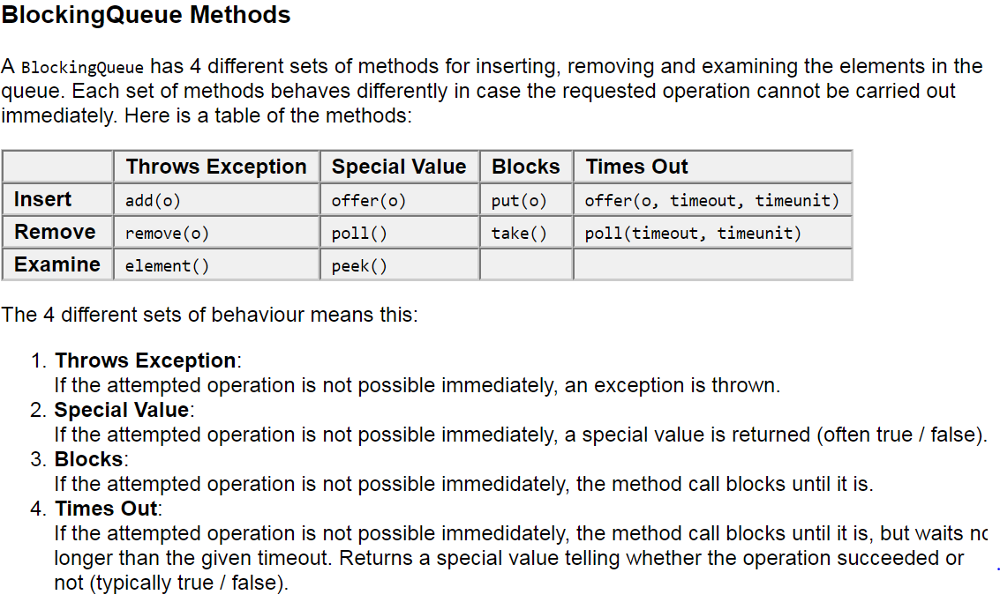 BlockingQueue Methods
A BlockingQueue has 4 different sets of methods for inserting, removing and examining the elements in the
queue. Each set of methods behaves differently in case the requested operation cannot be carried out
immediately. Here is a table of the methods:
Throws Exception Special Value Blocks Times Out
Insert add(o) offer(o) put(o) offer(o, timeout, timeunit)
Remove remove(o) poll() take() poll(timeout, timeunit)
Examine element() peek()
The 4 different sets of behaviour means this:
1. Throws Exception:
If the attempted operation is not possible immediately, an exception is thrown.
2. Special Value:
If the attempted operation is not possible immediately, a special value is returned (often true / false).
3. Blocks:
If the attempted operation is not possible immedidately, the method call blocks until it is.
4. Times Out:
If the attempted operation is not possible immedidately, the method call blocks until it is, but waits no
longer than the given timeout. Returns a special value telling whether the operation succeeded or
not (typically true / false).